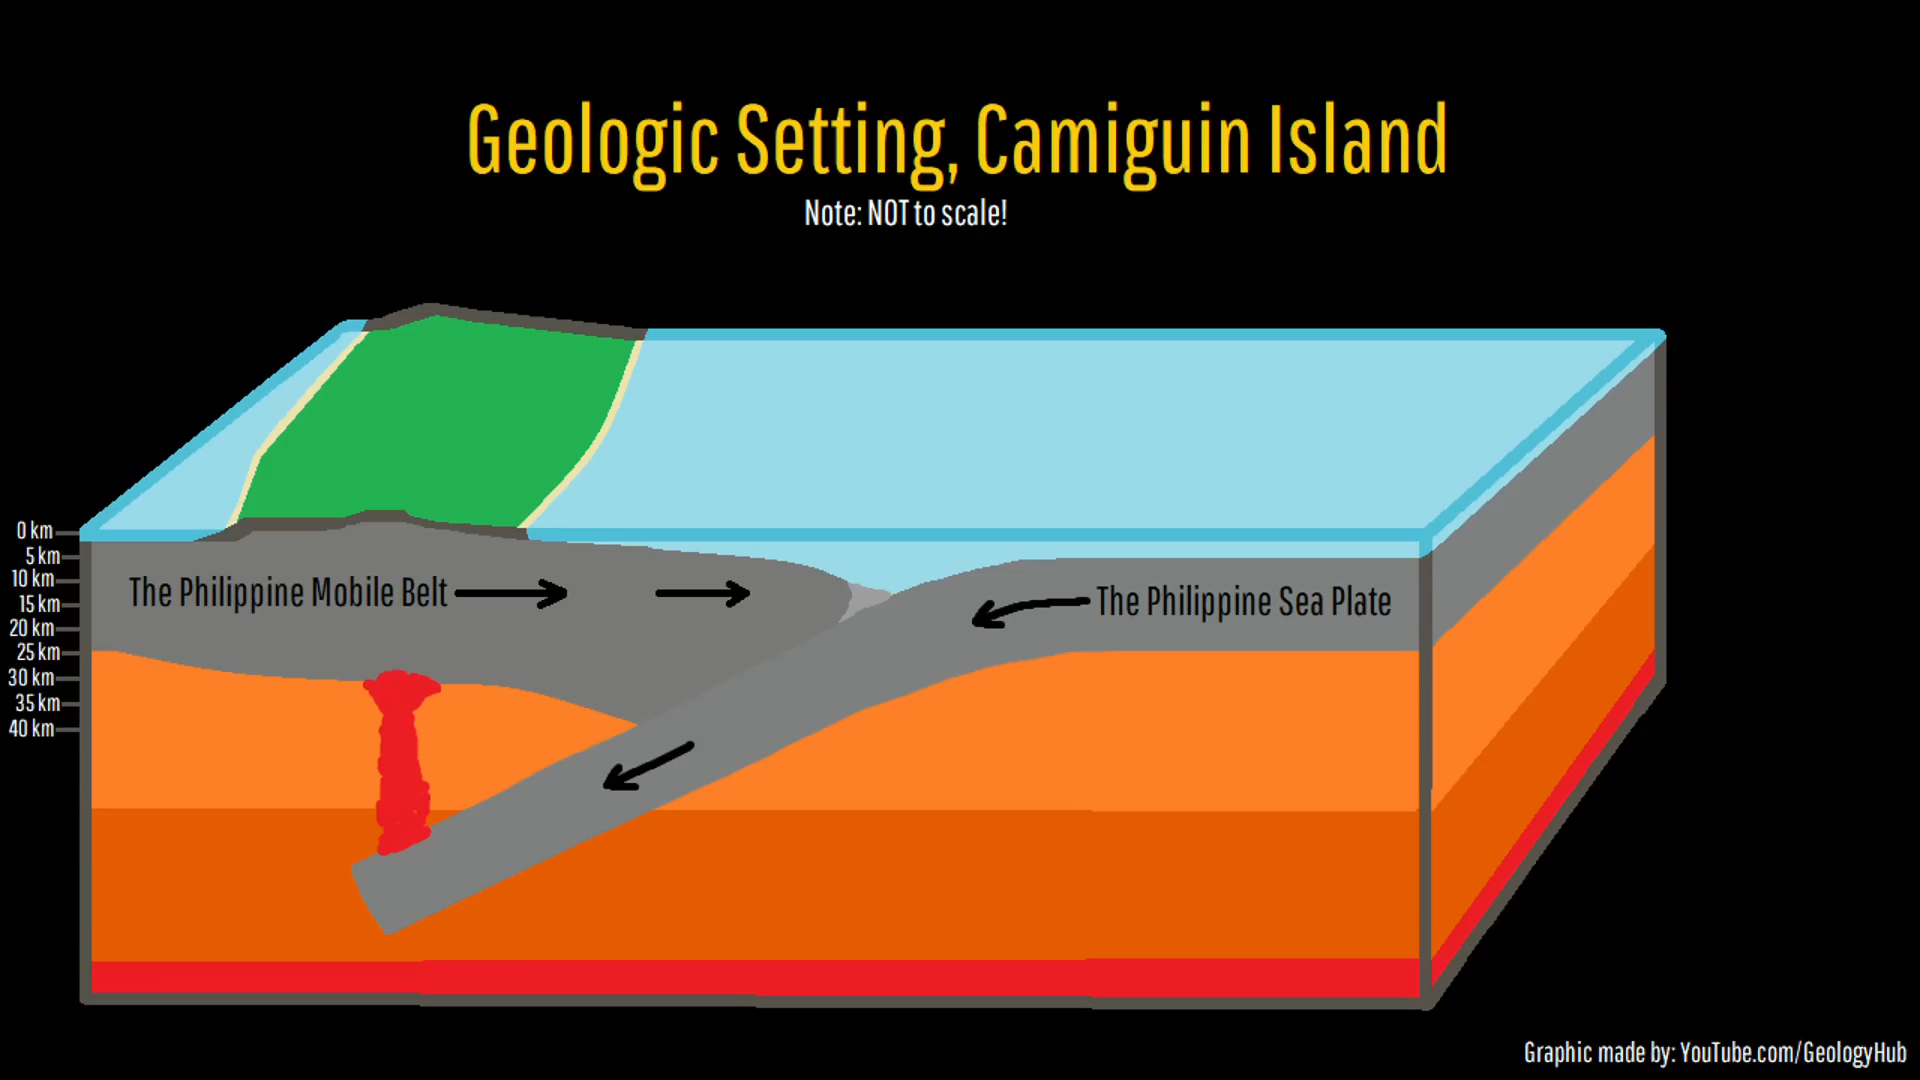 Geologic Setting, Camiguin Island
Note: NOT to scale!
0 km
5 km
10 km
15 km
20 km
25 km
30 km
35 km
40 km
The Philippine Mobile Belt
The Philippine Sea Plate
Graphic made by: YouTube.com/GeologyHub